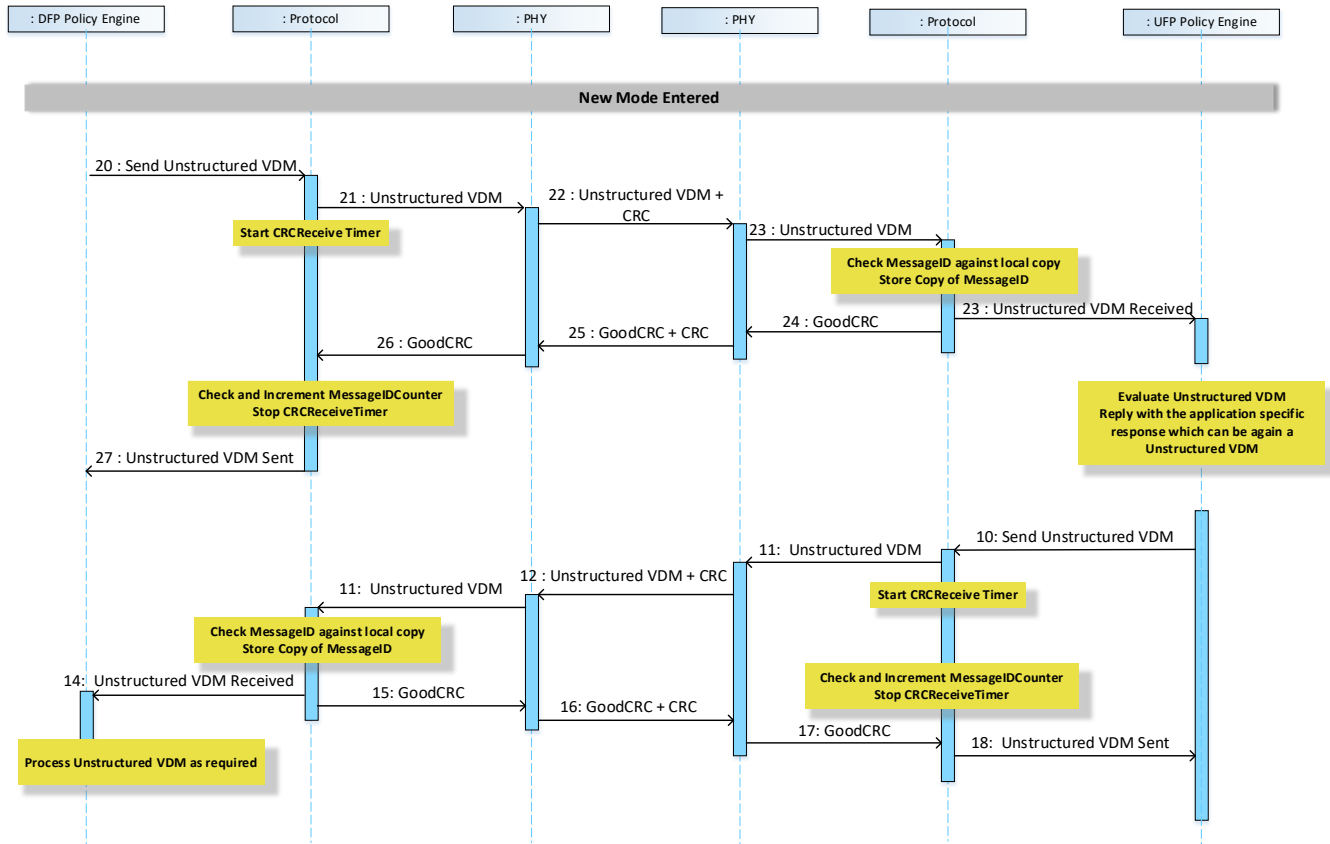 : DFP Policy Engine
: Protocol
: PHY
: PHY
: Protocol
: UFP Policy Engine
New Mode Entered
20 : Send Unstructured VDM
21 : Unstructured VDM
22 : Unstructured VDM +
CRC
23 : Unstructured VDM
Start CRCReceive Timer
Check MessageID against local copy
Store Copy of MessageID
23 : Unstructured VDM Received
24 : GoodCRC
25 : GoodCRC + CRC
26 : GoodCRC
Check and Increment MessageIDCounter
Stop CRCReceiveTimer
Evaluate Unstructured VDM
Reply with the application specific
response which can be again a
Unstructured VDM
27 : Unstructured VDM Sent
10: Send Unstructured VDM
11: Unstructured VDM
12 : Unstructured VDM + CRC
11: Unstructured VDM
Start CRCReceive Timer
Check MessageID against local copy
Store Copy of MessageID
14: Unstructured VDM Received
15: GoodCRC
Check and Increment MessageIDCounter
Stop CRCReceiveTimer
16: GoodCRC + CRC
17: GoodCRC
18: Unstructured VDM Sent
Process Unstructured VDM as required